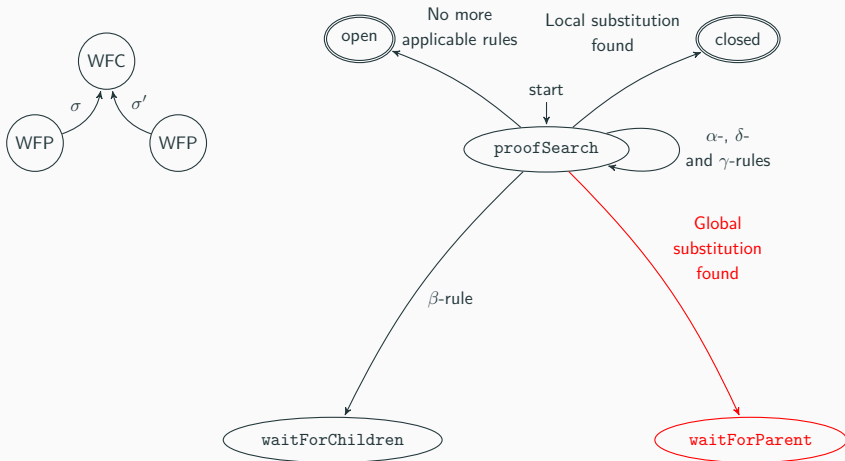 No more
applicable rules
open
Local substitution
found
closed
WFC
σ
σ′
WFP
WFP
start
proofSearch
α-, δ-
and γ-rules
Global
substitution
found
β-rule
waitForChildren
waitForParent